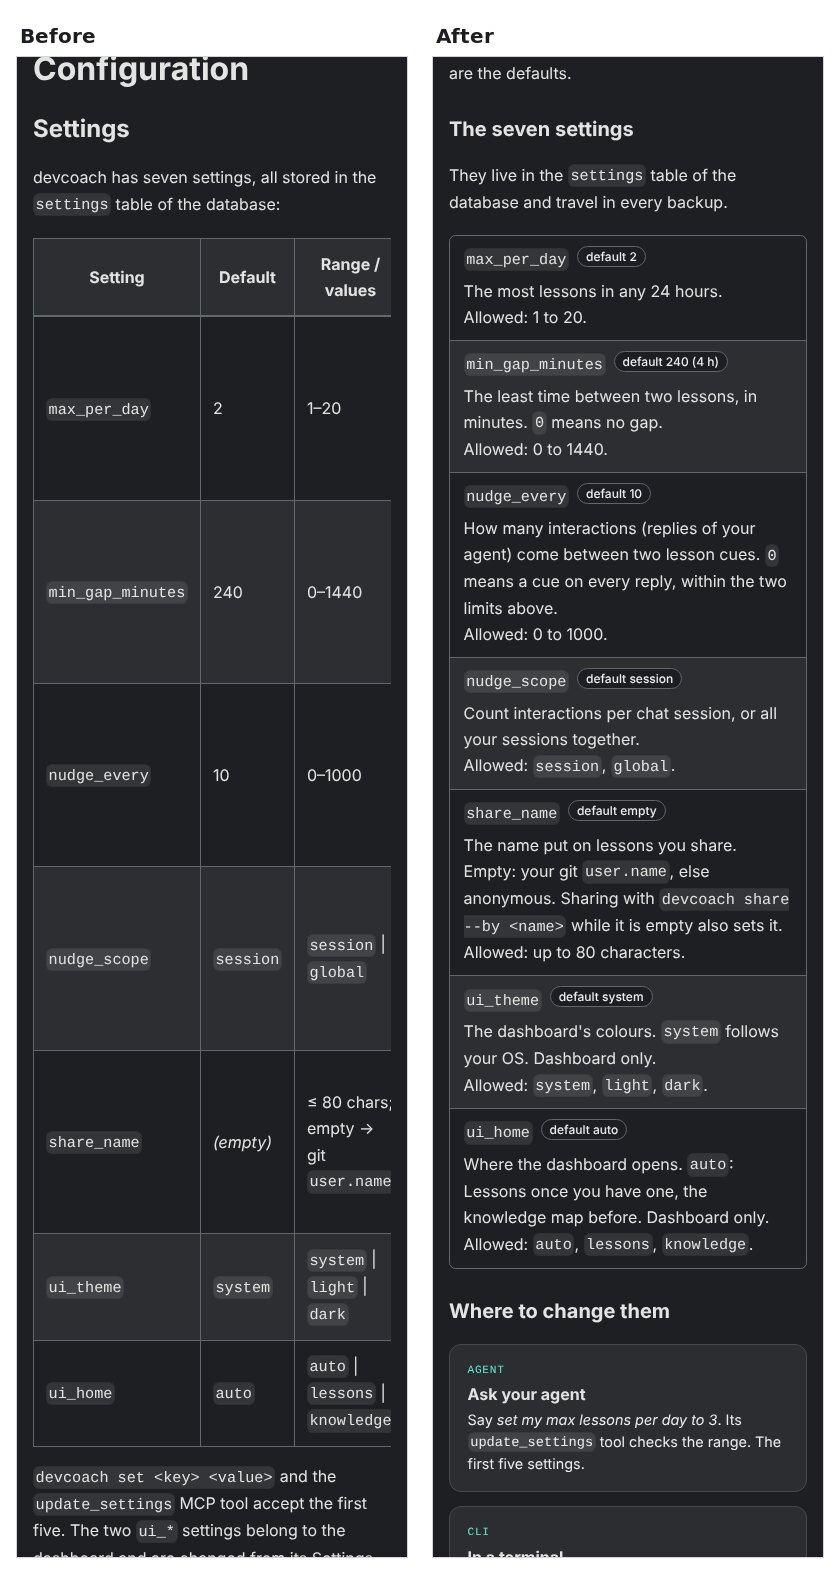 Before
Configuration
Settings
devcoach has seven settings, all stored in the
settings table of the database:
Setting
Default
Range /
values
max_per_day
2
1–20
min_gap_minutes
240
0–1440
nudge_every
10
0–1000
nudge_scope
session
session |
global
share_name
(empty)
≤ 80 chars;
empty →
git
user.name
ui_theme
system
system |
light |
dark
ui_home
auto
auto |
lessons |
knowledge
devcoach set <key> <value> and the
update_settings MCP tool accept the first
five. The two ui_* settings belong to the
dashboard and are changed from its Settings
After
are the defaults.
The seven settings
They live in the settings table of the
database and travel in every backup.
max_per_day default 2
The most lessons in any 24 hours.
Allowed: 1 to 20.
min_gap_minutes default 240 (4 h)
The least time between two lessons, in
minutes. 0 means no gap.
Allowed: 0 to 1440.
nudge_every default 10
How many interactions (replies of your
agent) come between two lesson cues. 0
means a cue on every reply, within the two
limits above.
Allowed: 0 to 1000.
nudge_scope default session
Count interactions per chat session, or all
your sessions together.
Allowed: session, global.
share_name default empty
The name put on lessons you share.
Empty: your git user.name, else
anonymous. Sharing with devcoach share
--by <name> while it is empty also sets it.
Allowed: up to 80 characters.
ui_theme default system
The dashboard's colours. system follows
your OS. Dashboard only.
Allowed: system, light, dark.
ui_home default auto
Where the dashboard opens. auto:
Lessons once you have one, the
knowledge map before. Dashboard only.
Allowed: auto, lessons, knowledge.
Where to change them
AGENT
Ask your agent
Say set my max lessons per day to 3. Its
update_settings tool checks the range. The
first five settings.
CLI
In a terminal